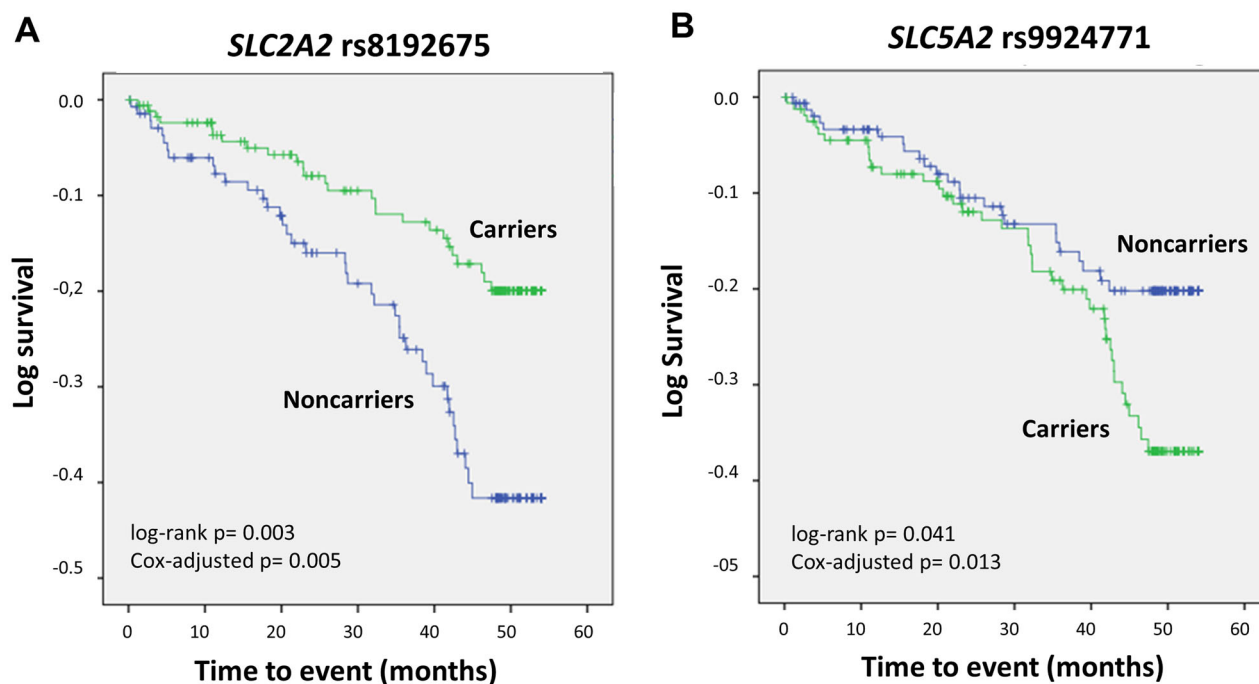 A
SLC2A2 rs8192675
Log survival
0.0
-0.1
-0,2
-0.3
-0.4
-0.5
Carriers
Noncarriers
log-rank p= 0.003
Cox-adjusted p= 0.005
0 10 20 30 40 50 60
Time to event (months)
B
SLC5A2 rs9924771
Log Survival
0.0
-0.1
-0.2
-0.3
-0.4
-05
Noncarriers
Carriers
log-rank p= 0.041
Cox-adjusted p= 0.013
0 10 20 30 40 50 60
Time to event (months)